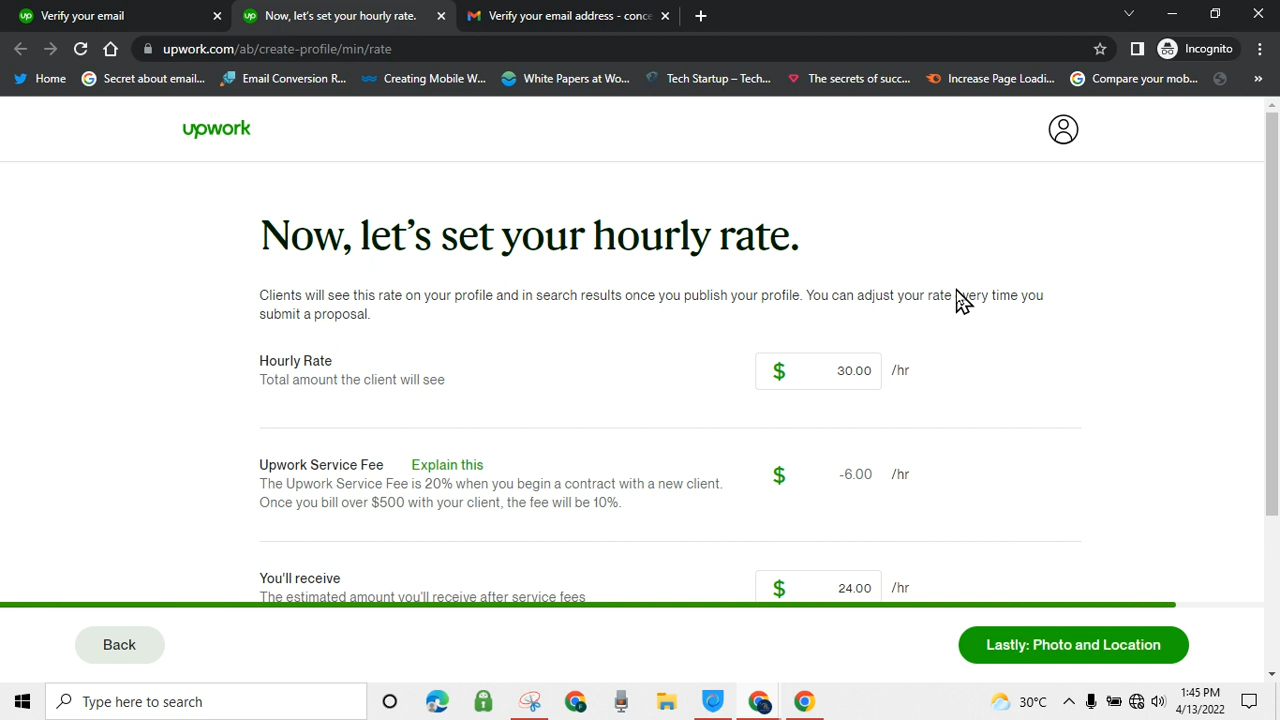 Verify your email
Now, let's set your hourly rate.
Verify your email address - conce
upwork.com/ab/create-profile/min/rate
Incognito
Home
Secret about email...
Email Conversion R...
Creating Mobile W...
White Papers at Wo...
Tech Startup – Tech...
The secrets of succ...
Increase Page Loadi...
Compare your mob...
upwork
Now, let's set your hourly rate.
Clients will see this rate on your profile and in search results once you publish your profile. You can adjust your rate every time you
submit a proposal.
Hourly Rate
Total amount the client will see
$ 30.00 /hr
Upwork Service Fee Explain this
The Upwork Service Fee is 20% when you begin a contract with a new client.
Once you bill over $500 with your client, the fee will be 10%.
$ -6.00 /hr
You'll receive
The estimated amount you'll receive after service fees
$ 24.00 /hr
Back
Lastly: Photo and Location
Type here to search
30°C
1:45 PM
4/13/2022